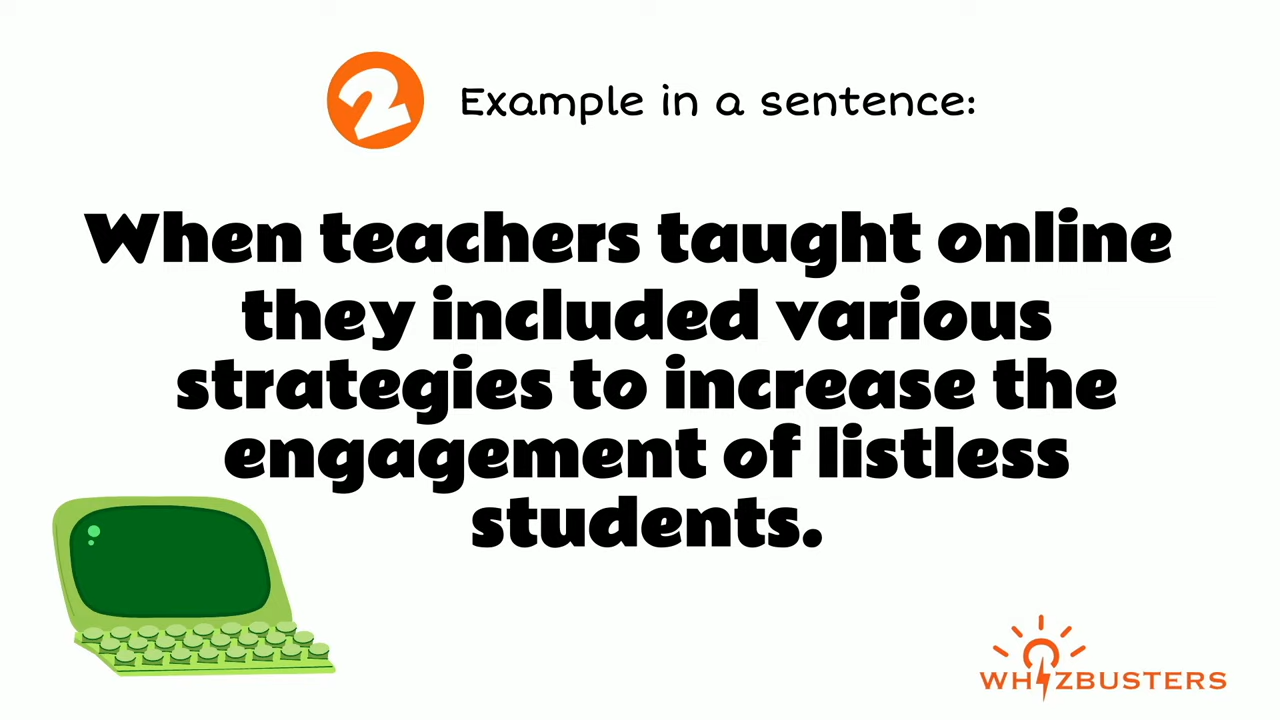 2 Example in a sentence:
When teachers taught online
they included various
strategies to increase the
engagement of listless
students.
WHIZBUSTERS